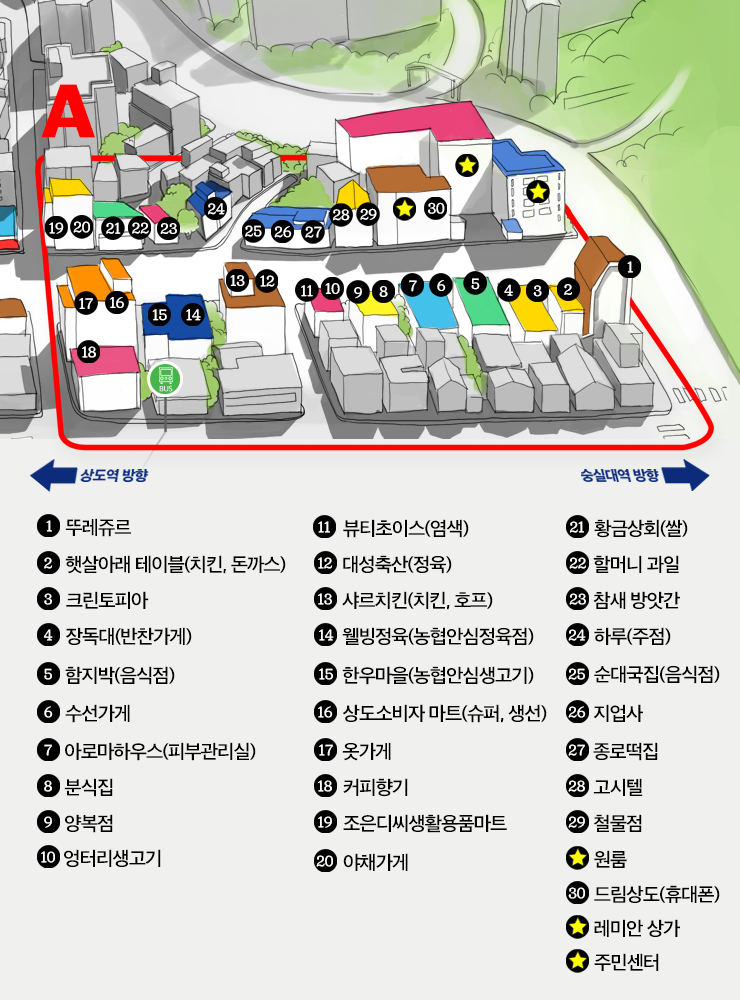 A
24
19 20 21 22 23
25 26 27 28 29 30
1
13 12
11 10 9 8 7 6 5 4 3 2
17 16
15 14
18
BUS
상도역 방향
숭실대역 방향
1 뚜레쥬르
2 햇살아래 테이블(치킨, 돈까스)
3 크린토피아
4 장독대(반찬가게)
5 함지박(음식점)
6 수선가게
7 아로마하우스(피부관리실)
8 분식집
9 양복점
10 엉터리생고기
11 뷰티초이스(염색)
12 대성축산(정육)
13 샤르치킨(치킨, 호프)
14 웰빙정육(농협안심정육점)
15 한우마을(농협안심생고기)
16 상도소비자 마트(슈퍼, 생선)
17 옷가게
18 커피향기
19 조은디씨생활용품마트
20 야채가게
21 황금상회(쌀)
22 할머니 과일
23 참새 방앗간
24 하루(주점)
25 순대국집(음식점)
26 지업사
27 종로떡집
28 고시텔
29 철물점
원룸
30 드림상도(휴대폰)
레미안 상가
주민센터